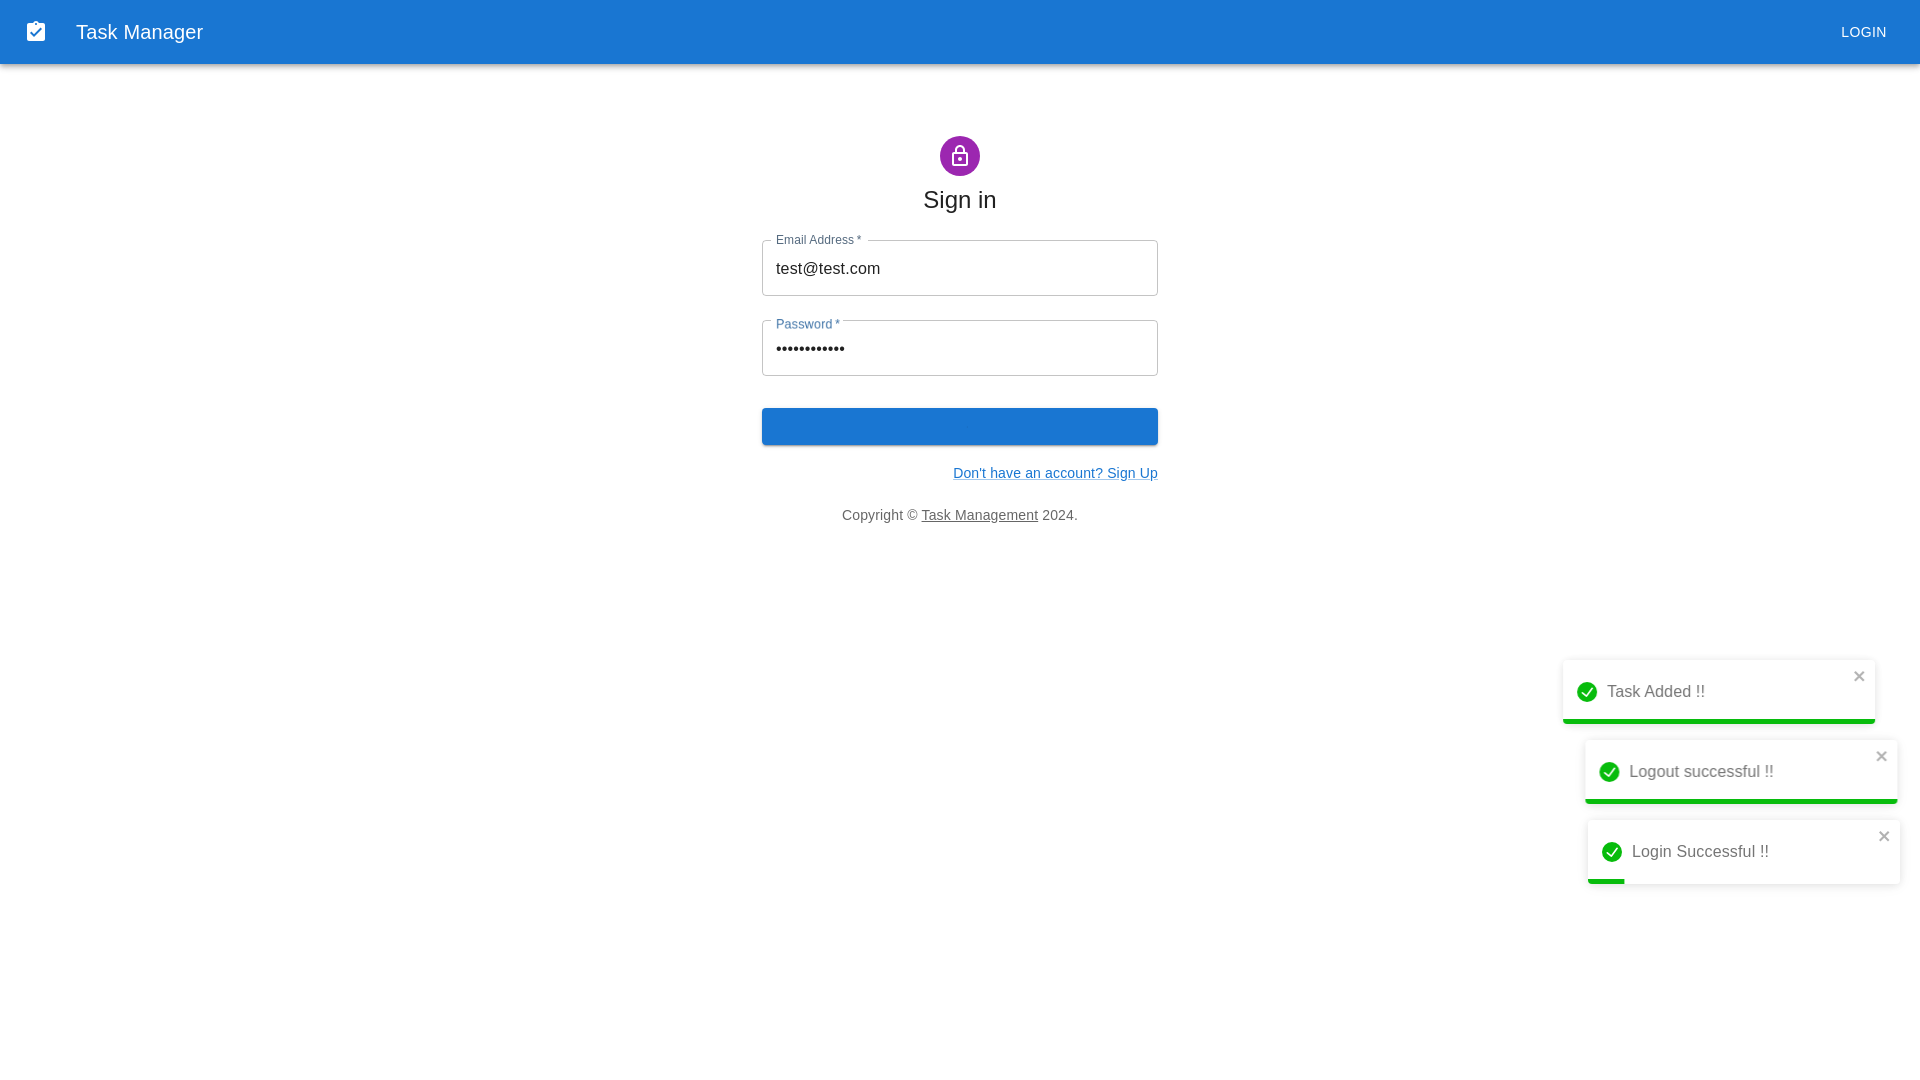 Task Manager
LOGIN
Sign in
Email Address *
test@test.com
Password *
••••••••••••
Don't have an account? Sign Up
Copyright © Task Management 2024.
Task Added !!
Logout successful !!
Login Successful !!